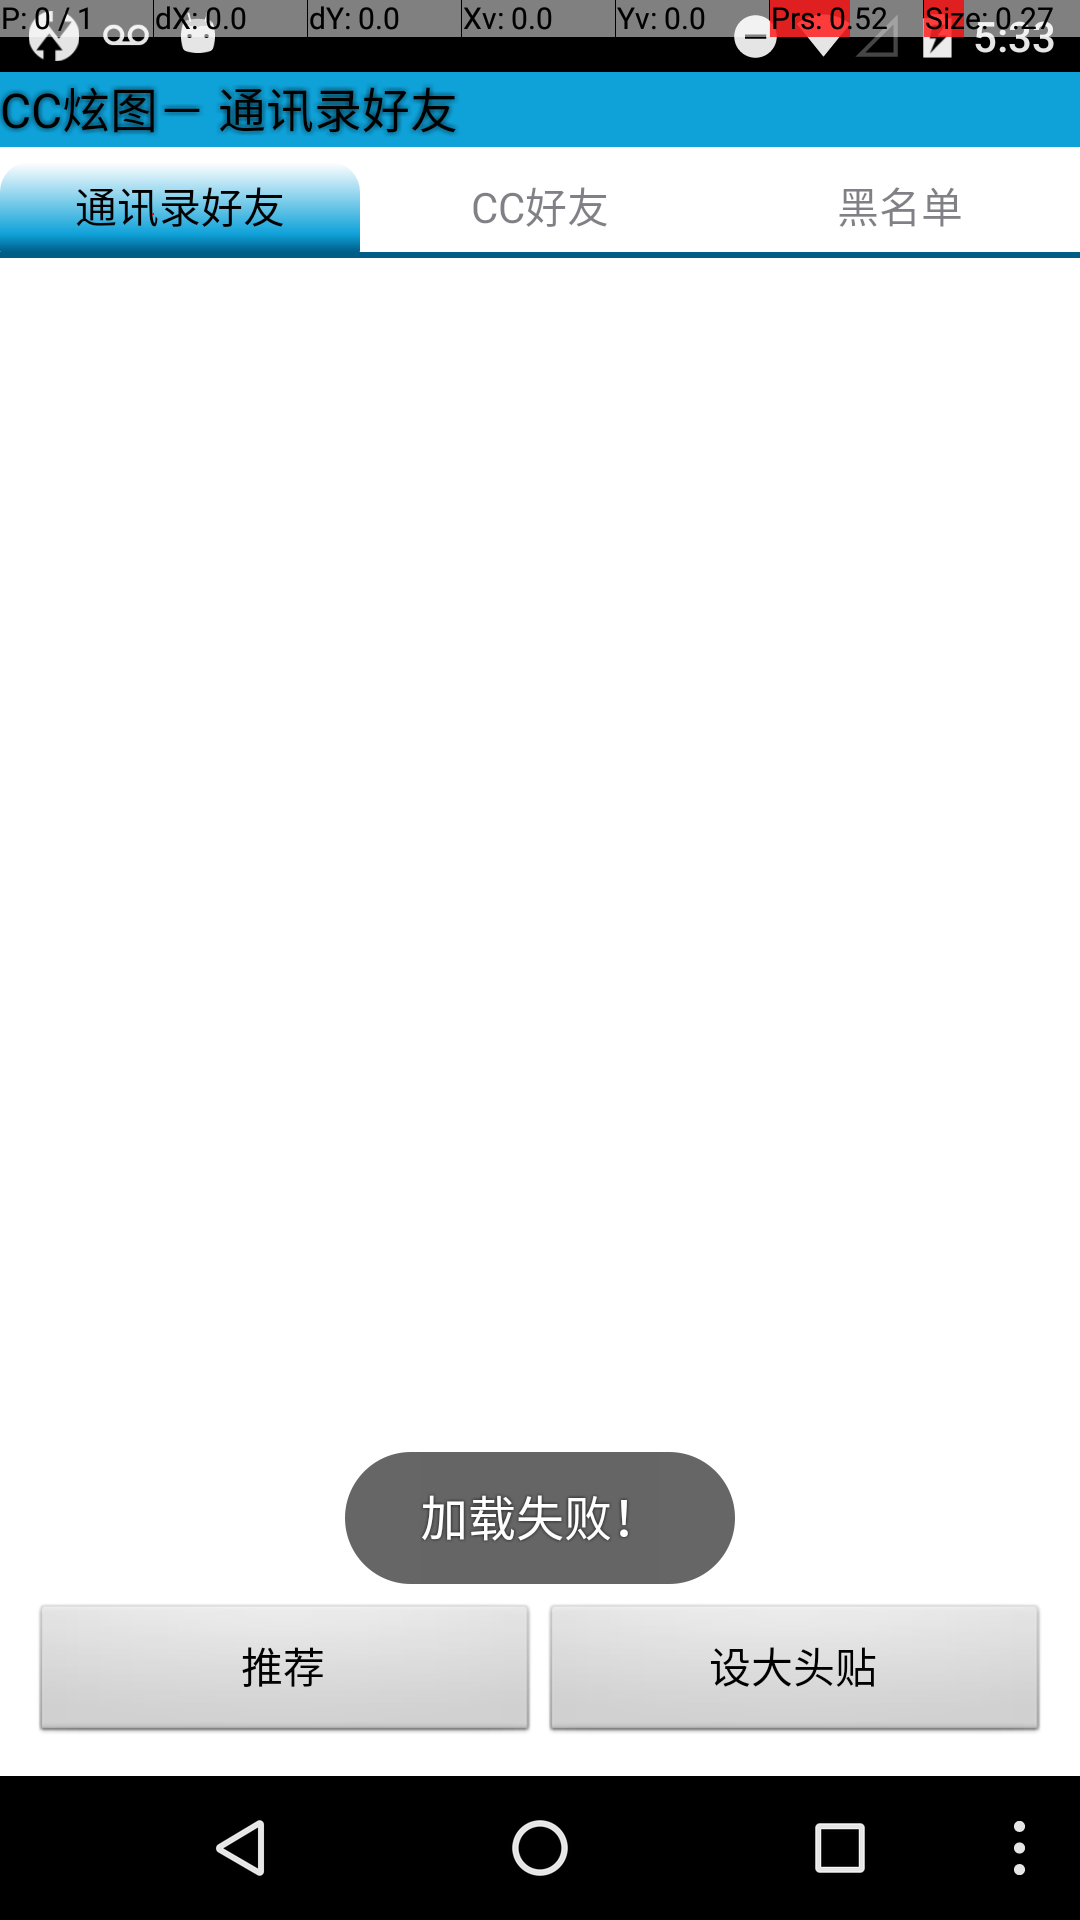 P: 0 / 1 dX: 0.0 dY: 0.0 Xv: 0.0 Yv: 0.0 Prs: 0.52 Size: 0.27
5:33
CC炫图－ 通讯录好友
通讯录好友 CC好友 黑名单
加载失败！
推荐 设大头贴